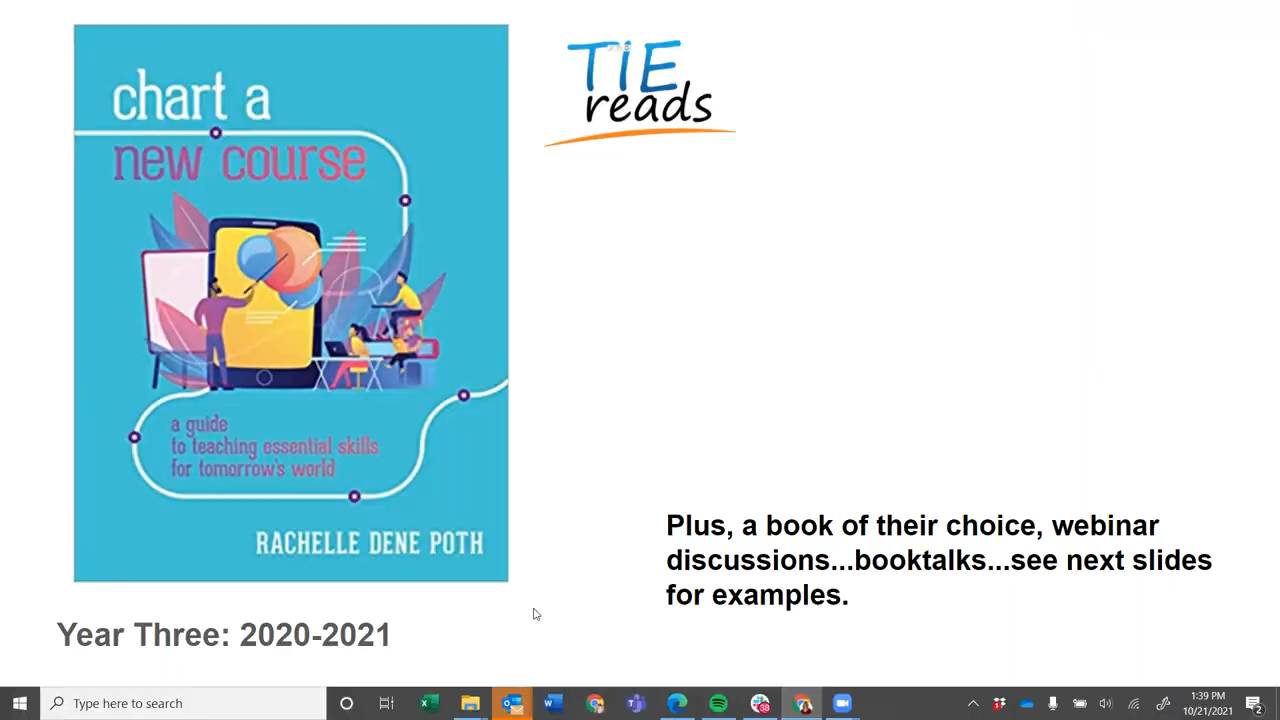 chart a
new course
a guide
to teaching essential skills
for tomorrow's world
RACHELLE DENE POTH
TiE
reads
Plus, a book of their choice, webinar
discussions...booktalks...see next slides
for examples.
Year Three: 2020-2021
Type here to search
38
1:39 PM
10/21/2021
2